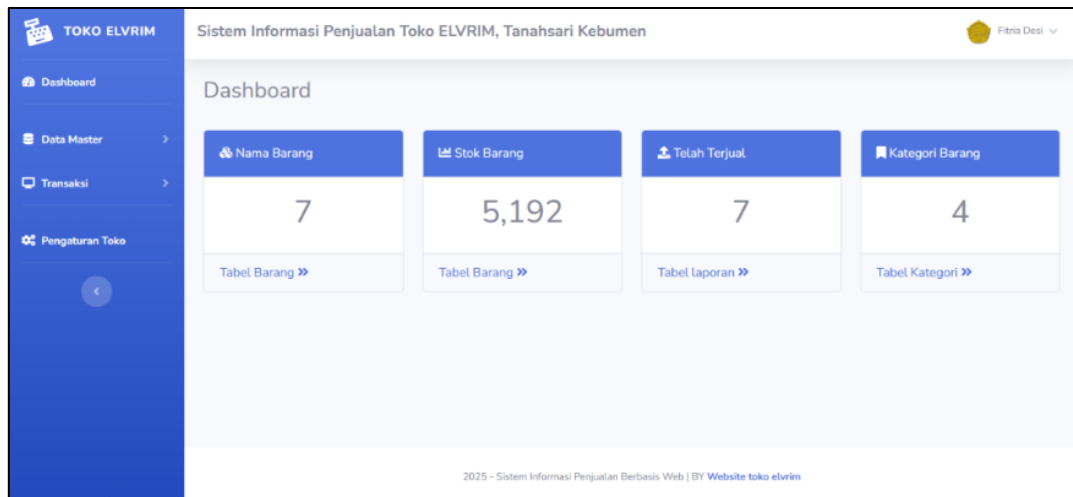 TOKO ELVRIM
Sistem Informasi Penjualan Toko ELVRIM, Tanahsari Kebumen
Fitria Desi
Dashboard
Data Master
Transaksi
Pengaturan Toko
Dashboard
Nama Barang
7
Tabel Barang
Stok Barang
5,192
Tabel Barang
Telah Terjual
7
Tabel laporan
Kategori Barang
4
Tabel Kategori
2025 - Sistem Informasi Penjualan Berbasis Web | BY Website toko elvrim